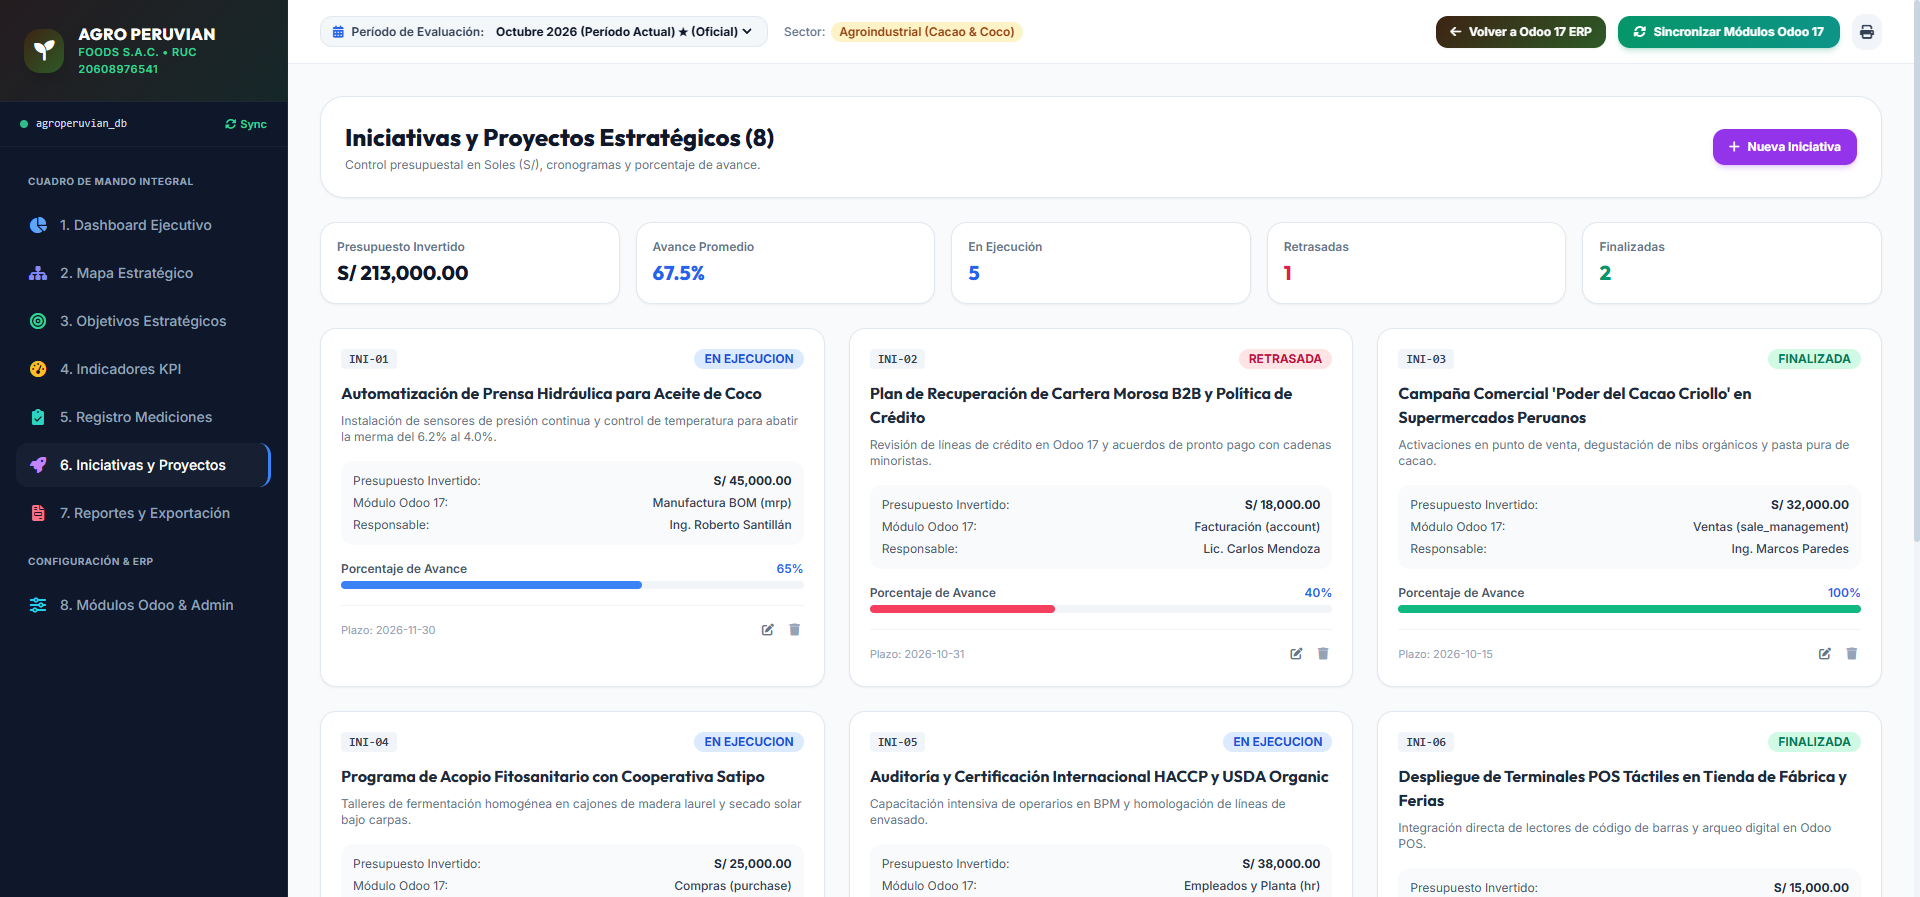 AGRO PERUVIAN
FOODS S.A.C. • RUC
20608976541
agroperuvian_db
Sync
CUADRO DE MANDO INTEGRAL
1. Dashboard Ejecutivo
2. Mapa Estratégico
3. Objetivos Estratégicos
4. Indicadores KPI
5. Registro Mediciones
6. Iniciativas y Proyectos
7. Reportes y Exportación
CONFIGURACIÓN & ERP
8. Módulos Odoo & Admin
Período de Evaluación: Octubre 2026 (Período Actual) ★ (Oficial)
Sector: Agroindustrial (Cacao & Coco)
Volver a Odoo 17 ERP
Sincronizar Módulos Odoo 17
Iniciativas y Proyectos Estratégicos (8)
Control presupuestal en Soles (S/), cronogramas y porcentaje de avance.
+ Nueva Iniciativa
Presupuesto Invertido
S/ 213,000.00
Avance Promedio
67.5%
En Ejecución
5
Retrasadas
1
Finalizadas
2
INI-01
EN EJECUCION
Automatización de Prensa Hidráulica para Aceite de Coco
Instalación de sensores de presión continua y control de temperatura para abatir
la merma del 6.2% al 4.0%.
Presupuesto Invertido: S/ 45,000.00
Módulo Odoo 17: Manufactura BOM (mrp)
Responsable: Ing. Roberto Santillán
Porcentaje de Avance 65%
Plazo: 2026-11-30
INI-02
RETRASADA
Plan de Recuperación de Cartera Morosa B2B y Política de
Crédito
Revisión de líneas de crédito en Odoo 17 y acuerdos de pronto pago con cadenas
minoristas.
Presupuesto Invertido: S/ 18,000.00
Módulo Odoo 17: Facturación (account)
Responsable: Lic. Carlos Mendoza
Porcentaje de Avance 40%
Plazo: 2026-10-31
INI-03
FINALIZADA
Campaña Comercial 'Poder del Cacao Criollo' en
Supermercados Peruanos
Activaciones en punto de venta, degustación de nibs orgánicos y pasta pura de
cacao.
Presupuesto Invertido: S/ 32,000.00
Módulo Odoo 17: Ventas (sale_management)
Responsable: Ing. Marcos Paredes
Porcentaje de Avance 100%
Plazo: 2026-10-15
INI-04
EN EJECUCION
Programa de Acopio Fitosanitario con Cooperativa Satipo
Talleres de fermentación homogénea en cajones de madera laurel y secado solar
bajo carpas.
Presupuesto Invertido: S/ 25,000.00
Módulo Odoo 17: Compras (purchase)
INI-05
EN EJECUCION
Auditoría y Certificación Internacional HACCP y USDA Organic
Capacitación intensiva de operarios en BPM y homologación de líneas de
envasado.
Presupuesto Invertido: S/ 38,000.00
Módulo Odoo 17: Empleados y Planta (hr)
INI-06
FINALIZADA
Despliegue de Terminales POS Táctiles en Tienda de Fábrica y
Ferias
Integración directa de lectores de código de barras y arqueo digital en Odoo
POS.
Presupuesto Invertido: S/ 15,000.00